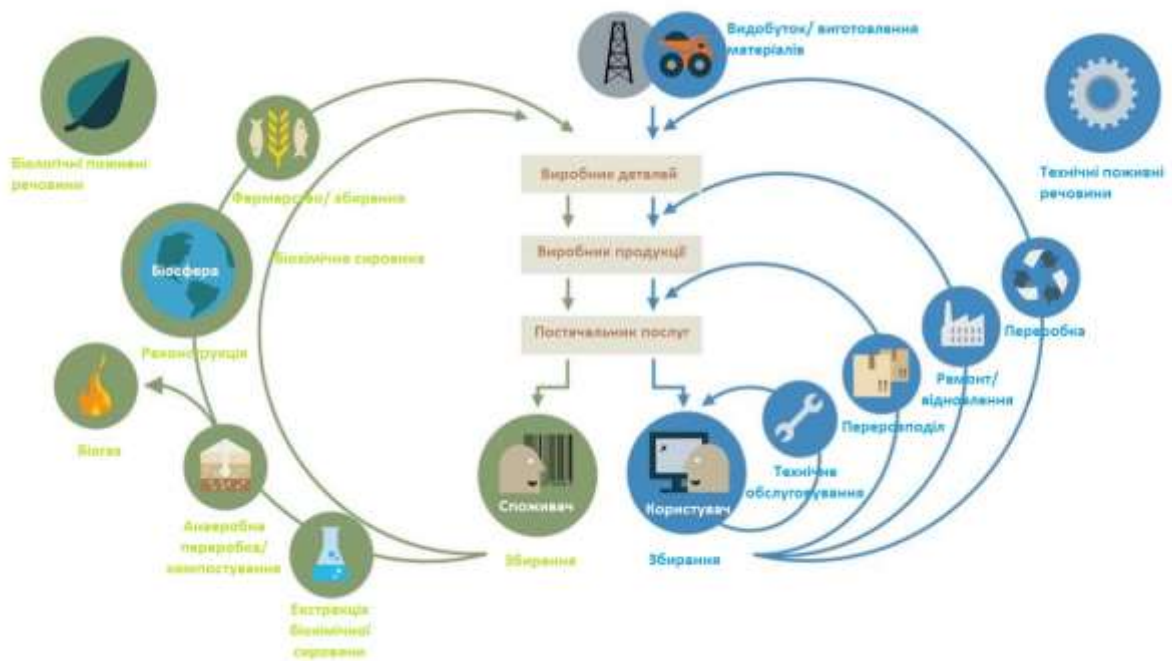 Видобуток/ виготовлення
матеріалів
Біологічні поживні
речовини
Технічні поживні
речовини
Фермерство/ збирання
Виробник деталей
Біосфера
Біохімічна сировина
Виробник продукції
Постачальник послуг
Переробка
Реконструкція
Ремонт/
відновлення
Перерозподіл
Біогаз
Технічне
обслуговування
Споживач
Користувач
Анаеробна
переробка/
компостування
Збирання
Збирання
Екстракція
біохімічної
сировини